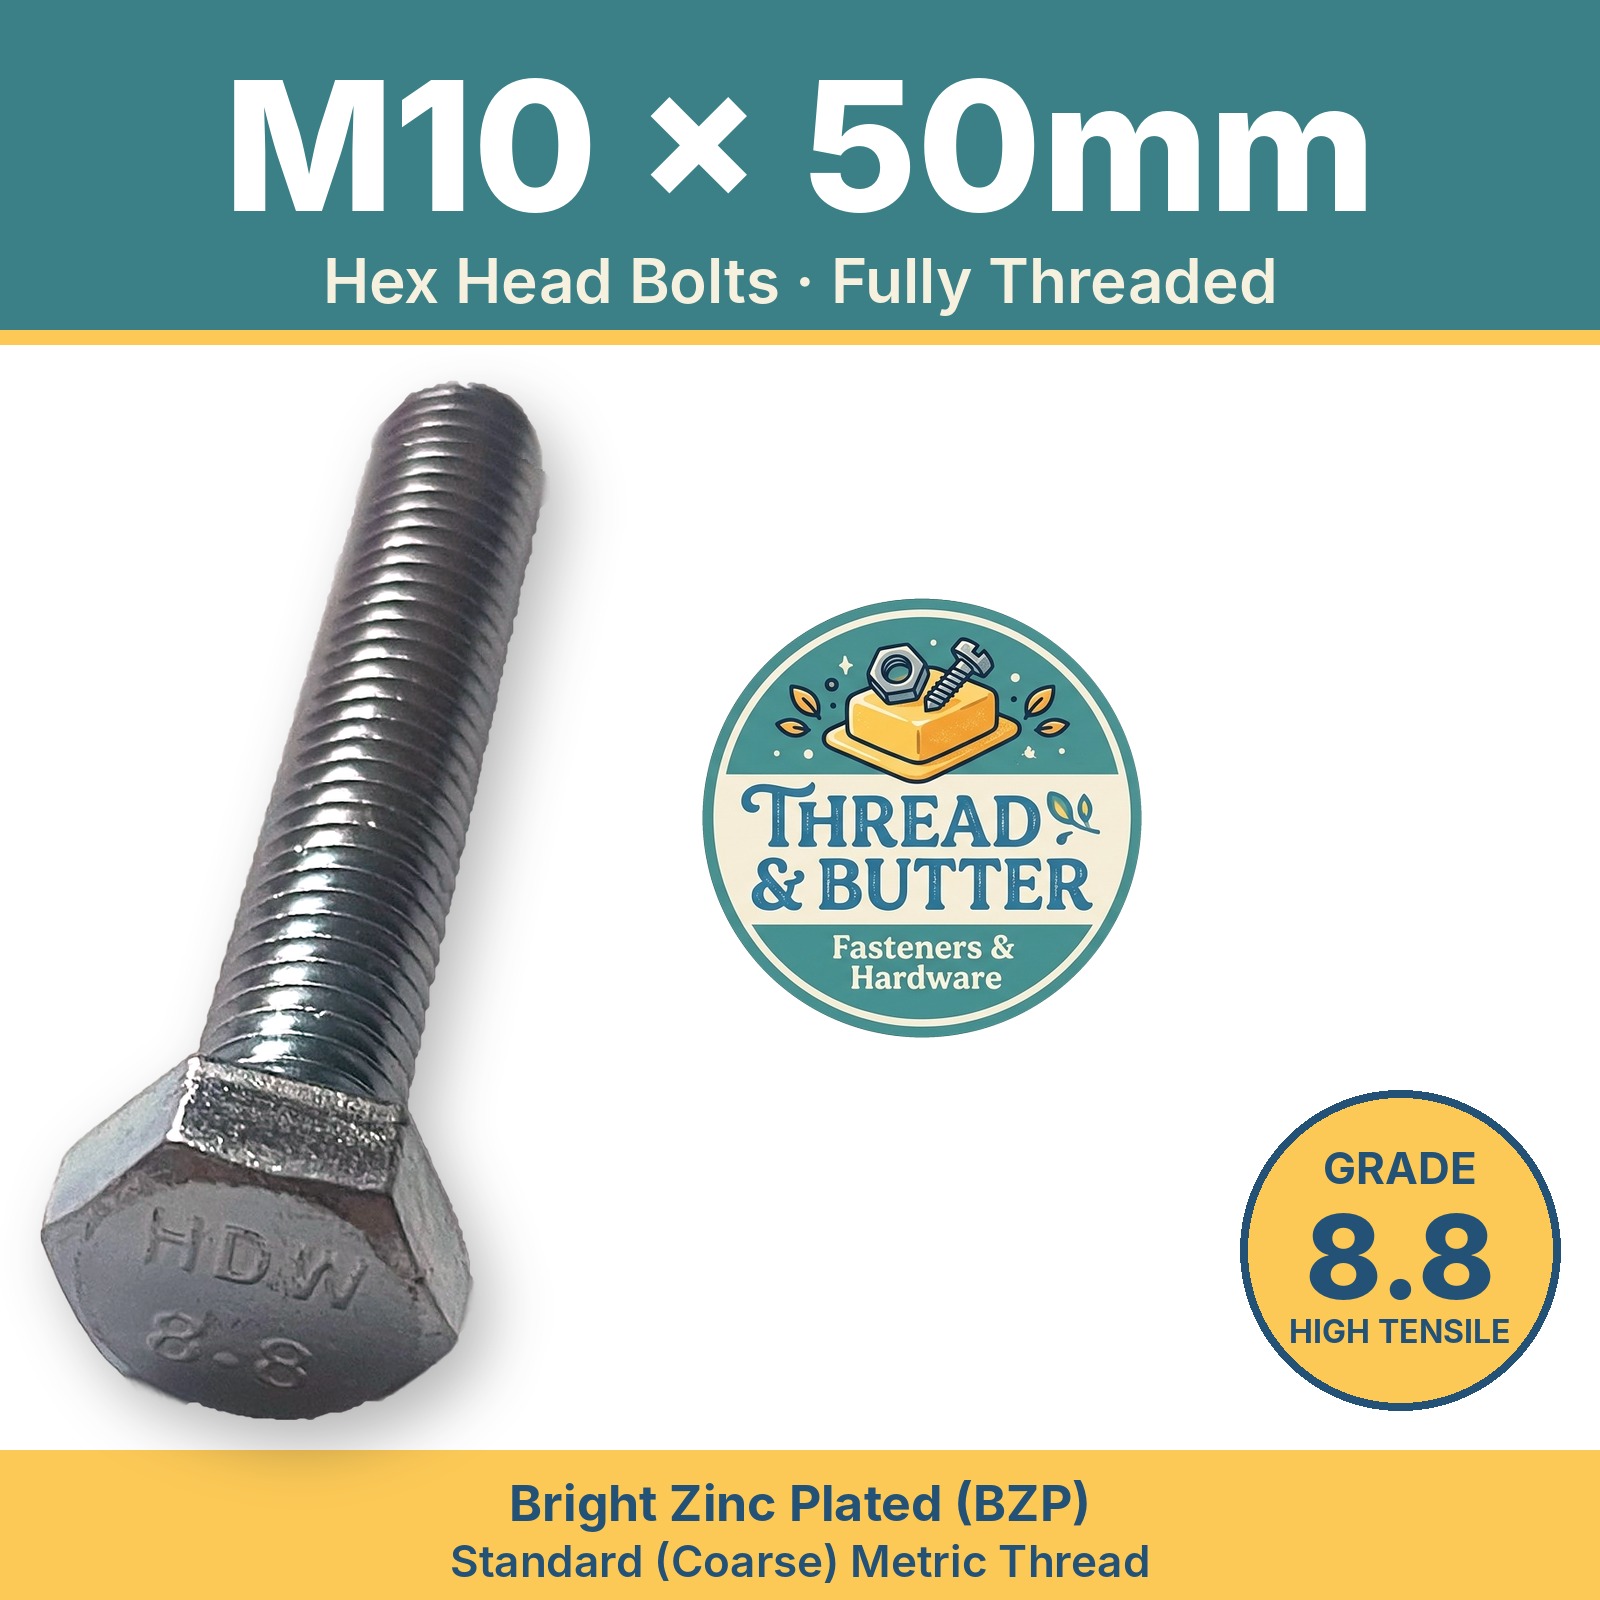 M10 × 50mm
Hex Head Bolts · Fully Threaded
THREAD
& BUTTER
Fasteners &
Hardware
GRADE
8.8
HIGH TENSILE
HDW
8.8
Bright Zinc Plated (BZP)
Standard (Coarse) Metric Thread